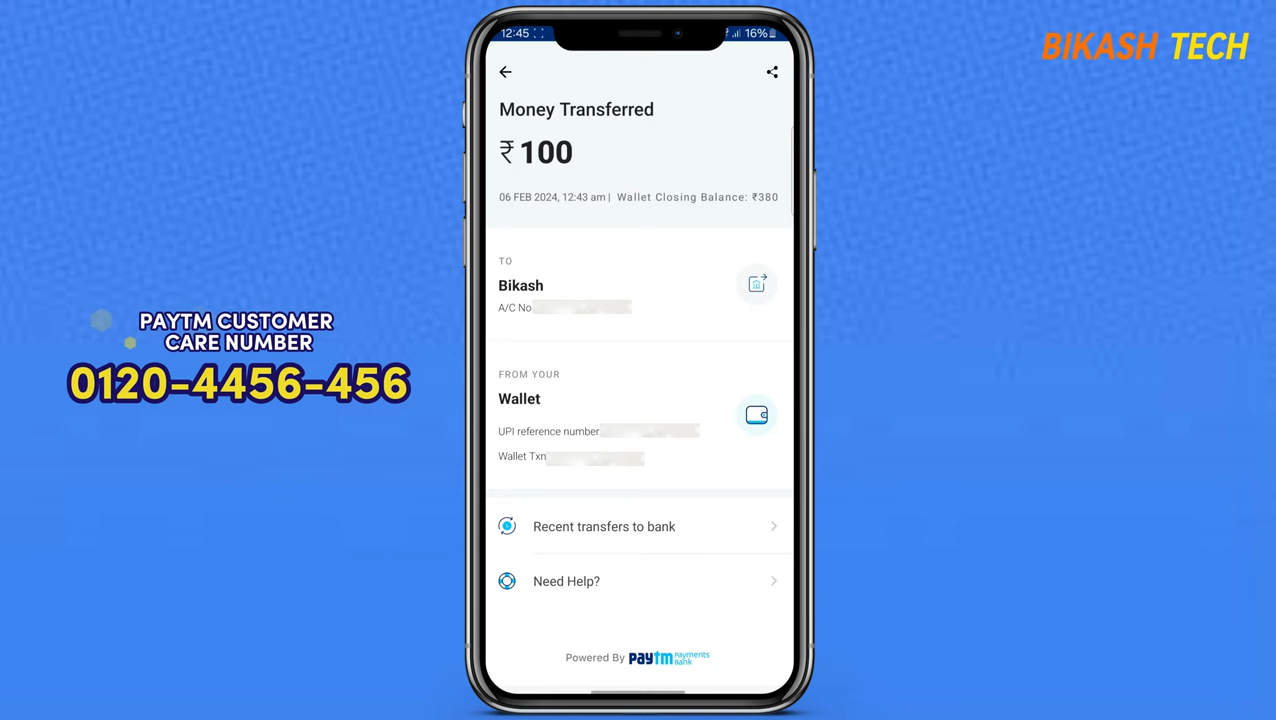 BIKASH TECH
12:45
16%
Money Transferred
₹ 100
06 FEB 2024, 12:43 am | Wallet Closing Balance: ₹380
TO
Bikash
A/C No
FROM YOUR
Wallet
UPI reference number
Wallet Txn
Recent transfers to bank
Need Help?
Powered By paytm payments bank
PAYTM CUSTOMER
CARE NUMBER
0120-4456-456